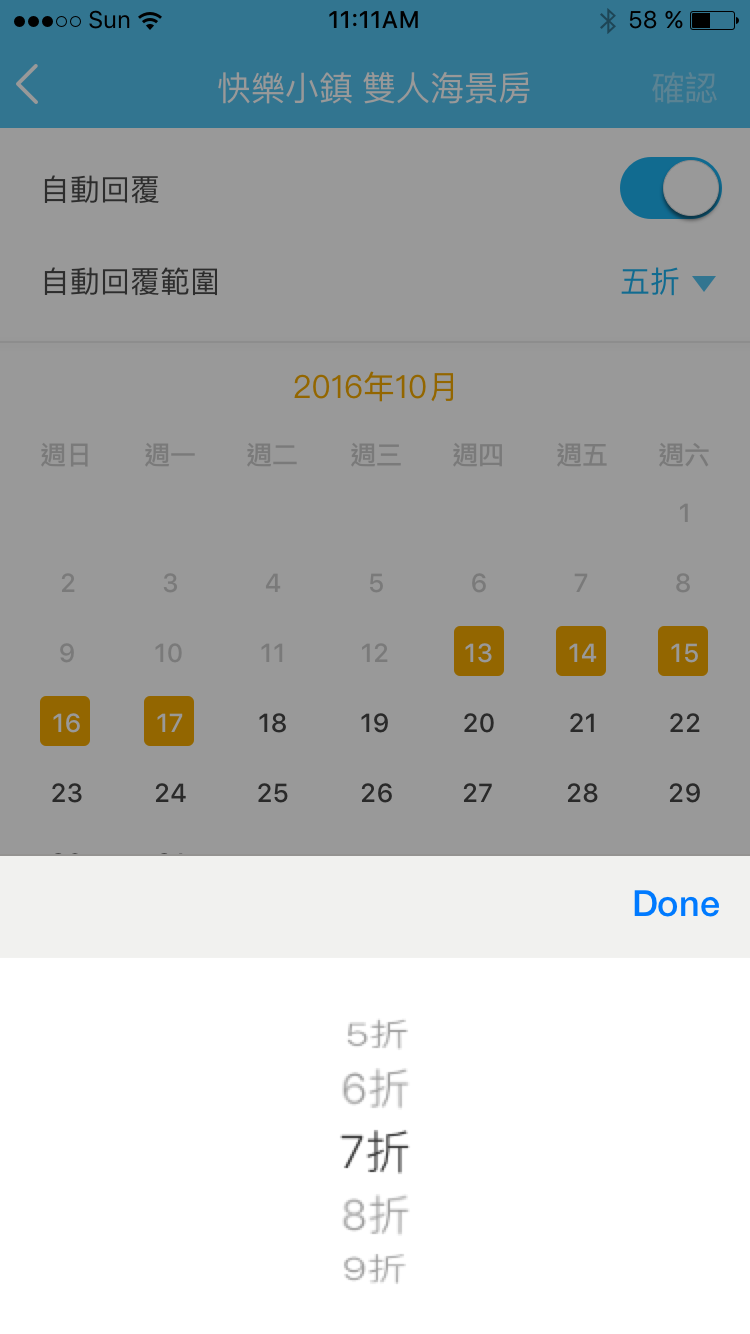 ●●●○○ Sun 11:11AM 58 %
快樂小鎮 雙人海景房 確認
自動回覆
自動回覆範圍 五折
2016年10月
週日 週一 週二 週三 週四 週五 週六
1
2 3 4 5 6 7 8
9 10 11 12 13 14 15
16 17 18 19 20 21 22
23 24 25 26 27 28 29
Done
5折
6折
7折
8折
9折